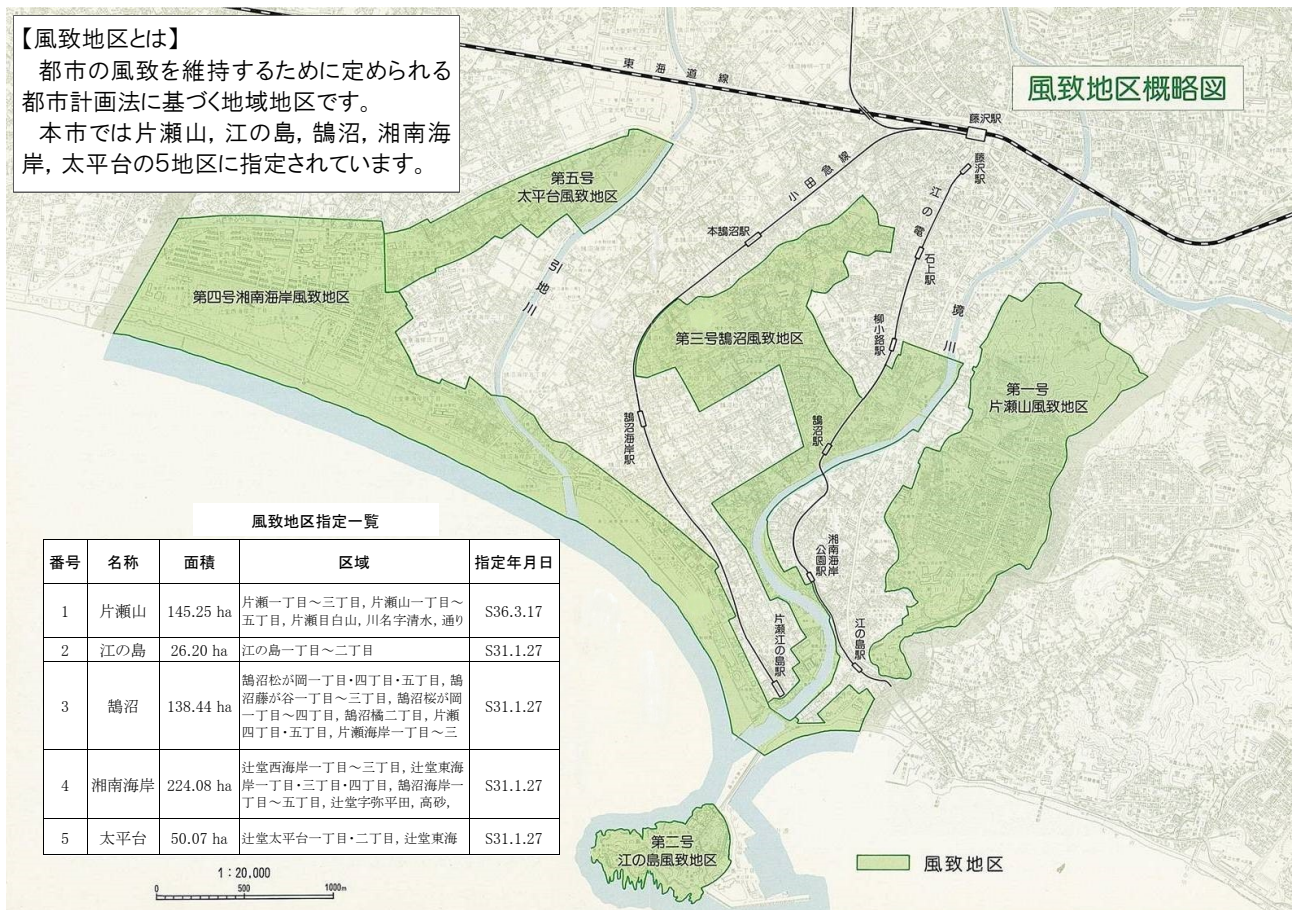 【風致地区とは】
都市の風致を維持するために定められる
都市計画法に基づく地域地区です。
本市では片瀬山，江の島，鵠沼，湘南海
岸，太平台の5地区に指定されています。
風致地区概略図
東海道線
藤沢駅
藤沢駅
小田急線
江の電
第五号
太平台風致地区
本鵠沼駅
石上駅
引地川
第四号湘南海岸風致地区
境川
柳小路駅
第三号鵠沼風致地区
第一号
片瀬山風致地区
鵠沼海岸駅
鵠沼駅
湘南海岸
公園駅
片瀬江の島駅
江の島駅
第二号
江の島風致地区
風致地区
風致地区指定一覧
番号 名称 面積 区域 指定年月日
1 片瀬山 145.25 ha 片瀬一丁目～三丁目，片瀬山一丁目～
五丁目，片瀬目白山，川名字清水，通り S36.3.17
2 江の島 26.20 ha 江の島一丁目～二丁目 S31.1.27
3 鵠沼 138.44 ha 鵠沼松が岡一丁目・四丁目・五丁目，鵠
沼藤が谷一丁目～三丁目，鵠沼桜が岡
一丁目～四丁目，鵠沼橘二丁目，片瀬
四丁目・五丁目，片瀬海岸一丁目～三 S31.1.27
4 湘南海岸 224.08 ha 辻堂西海岸一丁目～三丁目，辻堂東海
岸一丁目・三丁目・四丁目，鵠沼海岸一
丁目～五丁目，辻堂字弥平田，高砂， S31.1.27
5 太平台 50.07 ha 辻堂太平台一丁目・二丁目，辻堂東海 S31.1.27
1：20,000
0 500 1000m